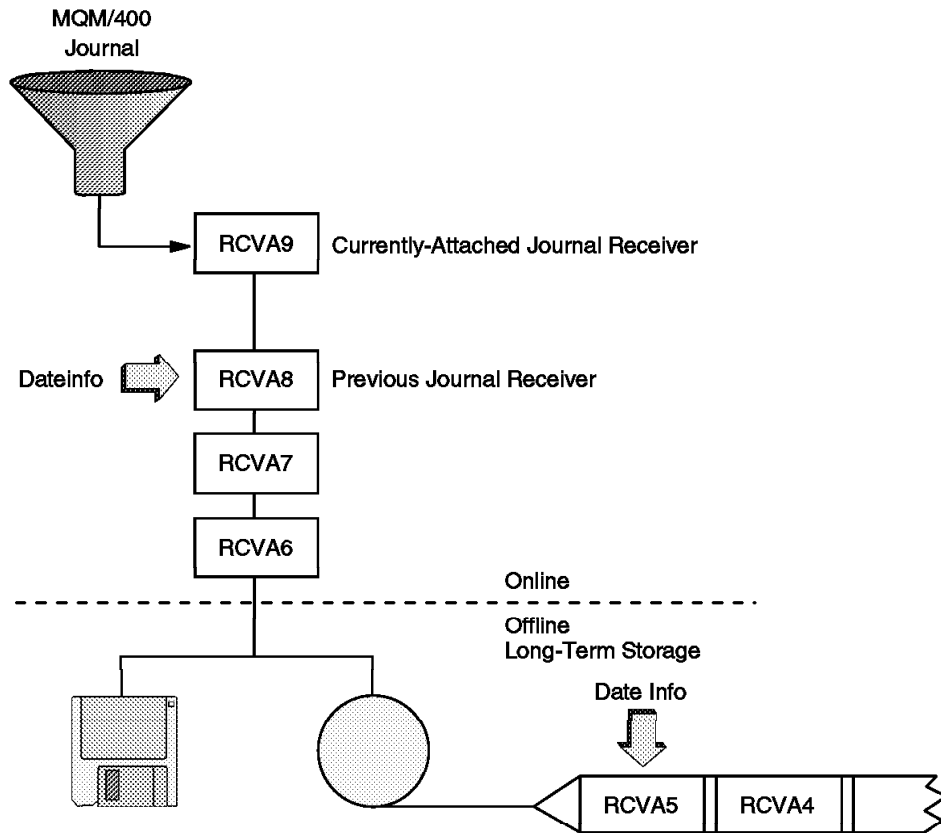 MQM/400
Journal
RCVA9
Currently-Attached Journal Receiver
Dateinfo
RCVA8
Previous Journal Receiver
RCVA7
RCVA6
Online
Offline
Long-Term Storage
Date Info
RCVA5
RCVA4